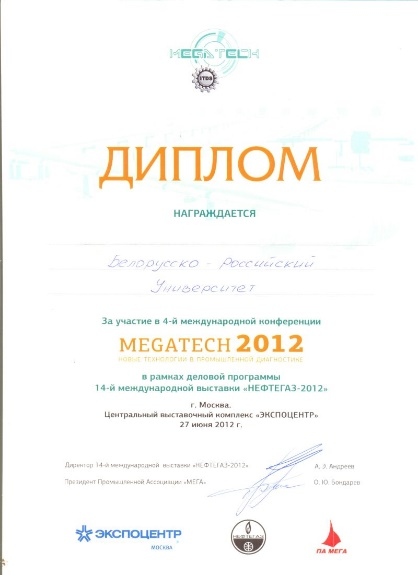 MEGATECH
ДИПЛОМ
НАГРАЖДАЕТСЯ
Белорусско - Российский
Университет
За участие в 4-й международной конференции
MEGATECH 2012
НОВЫЕ ТЕХНОЛОГИИ В ПРОМЫШЛЕННОЙ ДИАГНОСТИКЕ
в рамках деловой программы
14-й международной выставки «НЕФТЕГАЗ-2012»
г. Москва.
Центральный выставочный комплекс «ЭКСПОЦЕНТР»
27 июня 2012 г.
Директор 14-й международной выставки «НЕФТЕГАЗ-2012» А. З. Андреев
Президент Промышленной Ассоциации «МЕГА» О. Ю. Бондарев
ЭКСПОЦЕНТР
МОСКВА
НЕФТЕГАЗ
ПА МЕГА